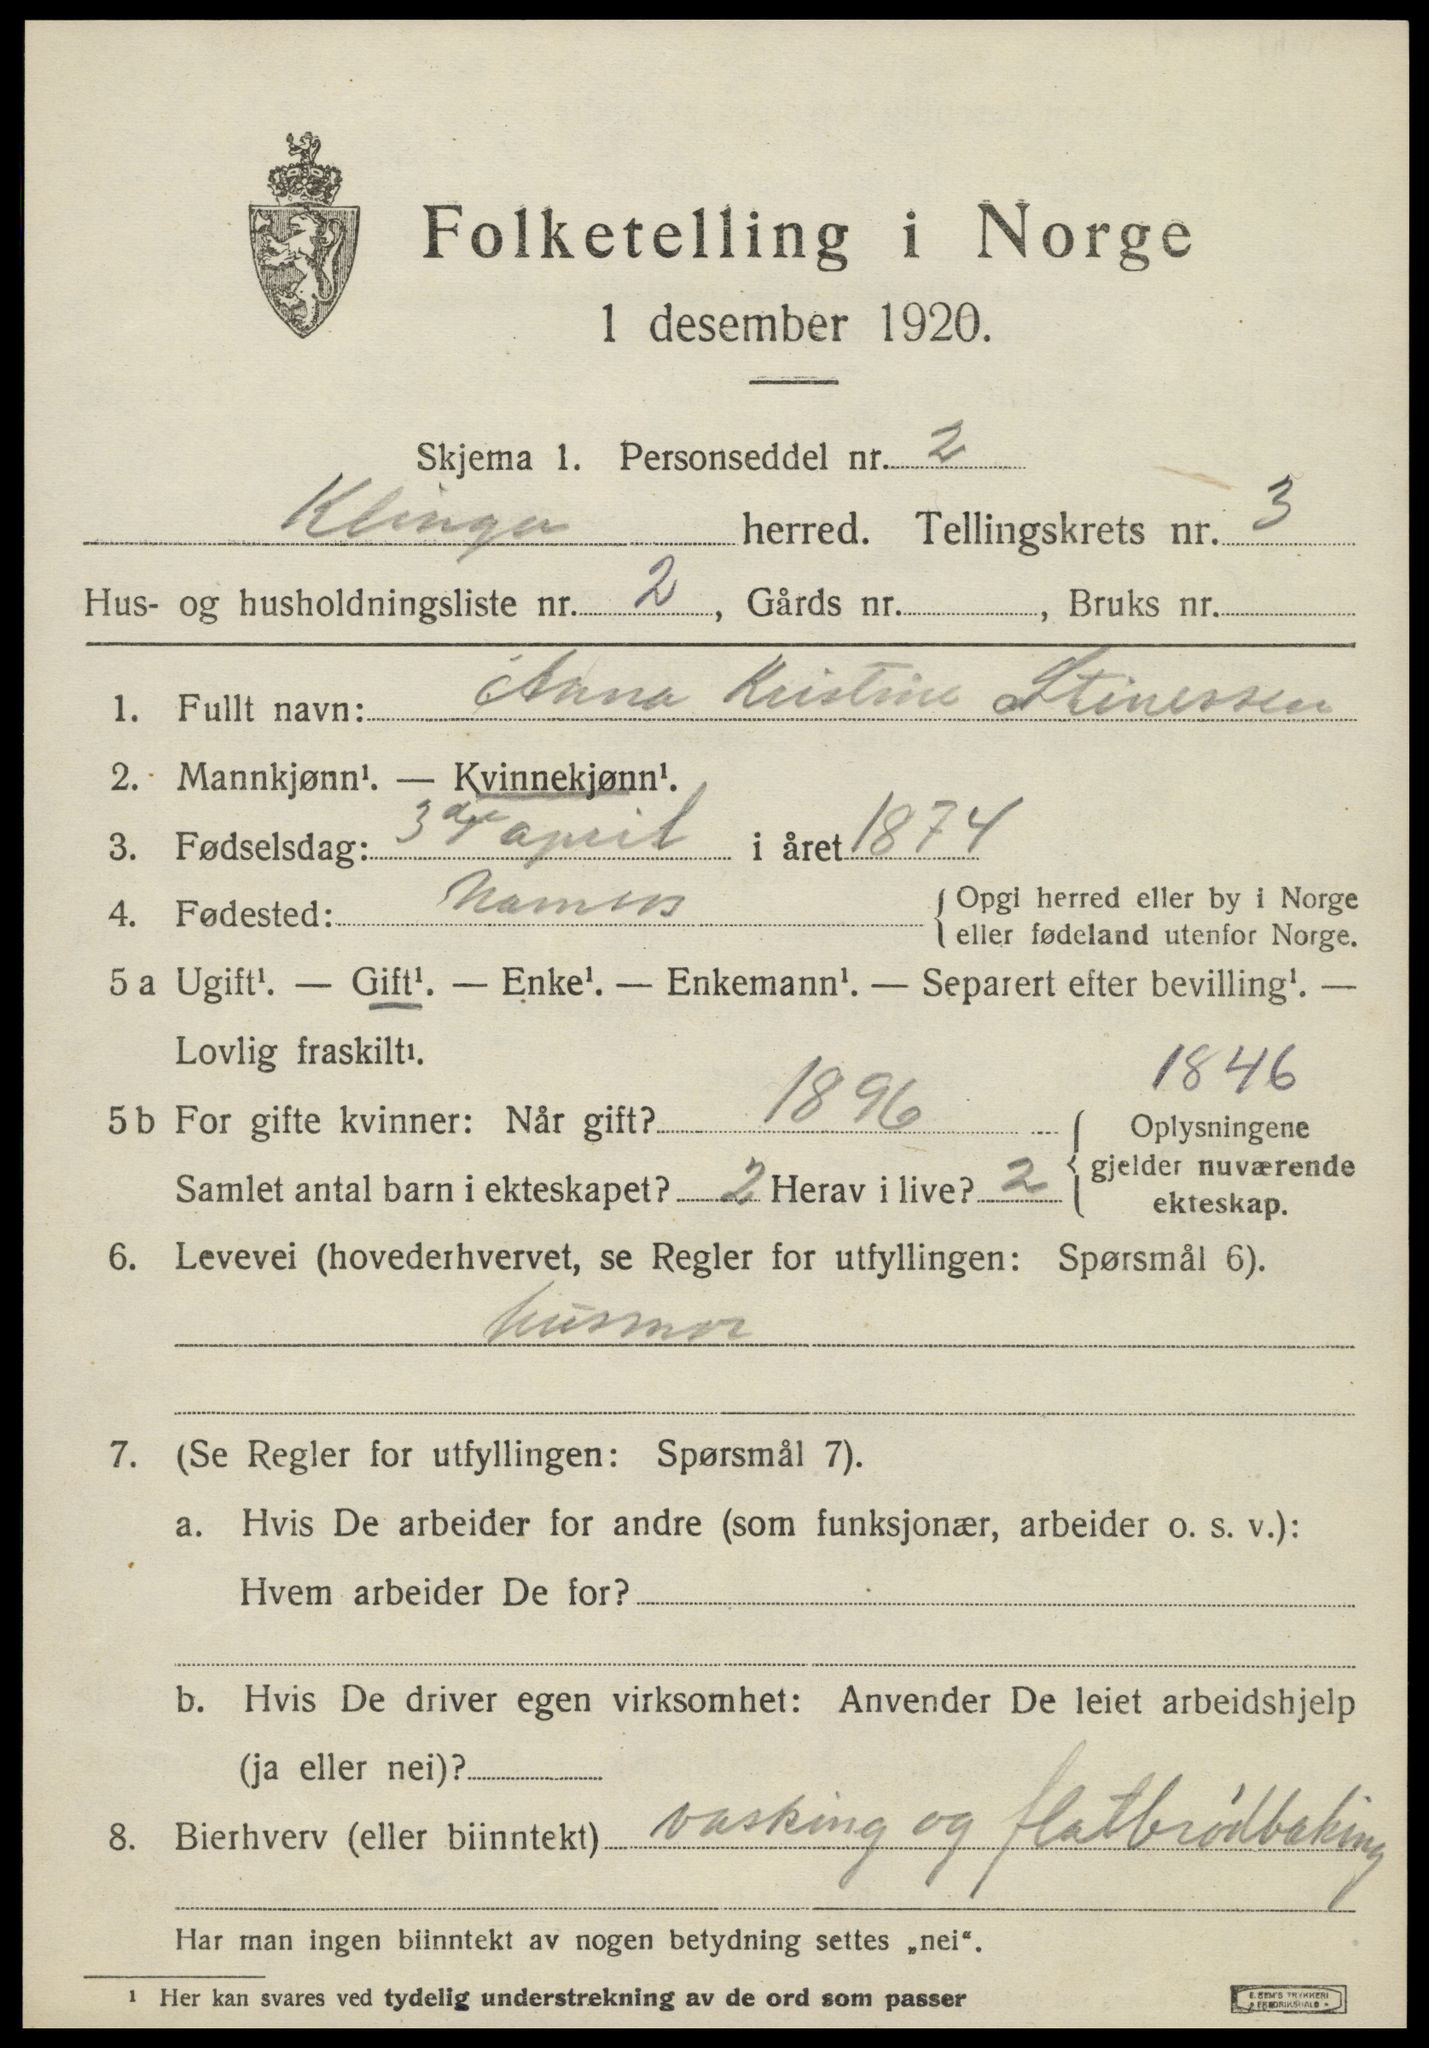 Folketelling i Norge
1 desember 1920.
Skjema 1. Personseddel nr. 2
Klinga herred. Tellingskrets nr. 3
Hus- og husholdningsliste nr. 2, Gårds nr. , Bruks nr.
1. Fullt navn: Anna Kristine Stinessen
2. Mannkjønn¹. — Kvinnekjønn¹.
3. Fødselsdag: 3de april i året 1874
4. Fødested: Namsos { Opgi herred eller by i Norge
eller fødeland utenfor Norge.
5 a Ugift¹. — Gift¹. — Enke¹. — Enkemann¹. — Separert efter bevilling¹. —
Lovlig fraskilt¹.
1846
5 b For gifte kvinner: Når gift? 1896 { Oplysningene
gjelder nuværende
Samlet antal barn i ekteskapet? 2 Herav i live? 2
ekteskap.
6. Levevei (hovederhvervet, se Regler for utfyllingen: Spørsmål 6).
husmor
7. (Se Regler for utfyllingen: Spørsmål 7).
a. Hvis De arbeider for andre (som funksjonær, arbeider o. s. v.):
Hvem arbeider De for?
b. Hvis De driver egen virksomhet: Anvender De leiet arbeidshjelp
(ja eller nei)?
8. Bierhverv (eller biinntekt) vasking og flatbrødbaking
Har man ingen biinntekt av nogen betydning settes „nei“.
¹ Her kan svares ved tydelig understrekning av de ord som passer
E. SEM'S TRYKKERI
FREDRIKSHALD